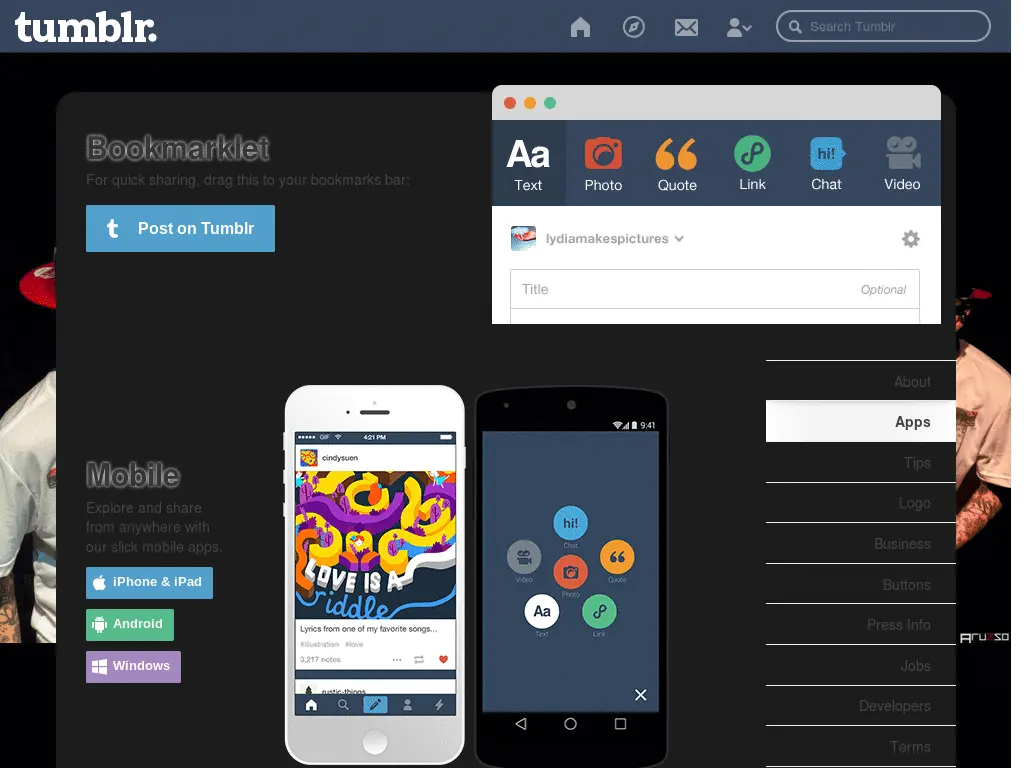 tumblr.
Search Tumblr
Bookmarklet
For quick sharing, drag this to your bookmarks bar:
Post on Tumblr
Aa
Text
Photo
Quote
Link
hi!
Chat
Video
lydiamakespictures
Title
Optional
Mobile
Explore and share
from anywhere with
our slick mobile apps.
iPhone & iPad
Android
Windows
GIF
4:21 PM
cindysuen
LOVE IS A
riddle
Lyrics from one of my favorite songs...
#illustration #love
3,217 notes
rustic-things
9:41
hi!
Chat
Video
Quote
Photo
Aa
Text
Link
About
Apps
Tips
Logo
Business
Buttons
Press Info
Jobs
Developers
Terms
Aruzso